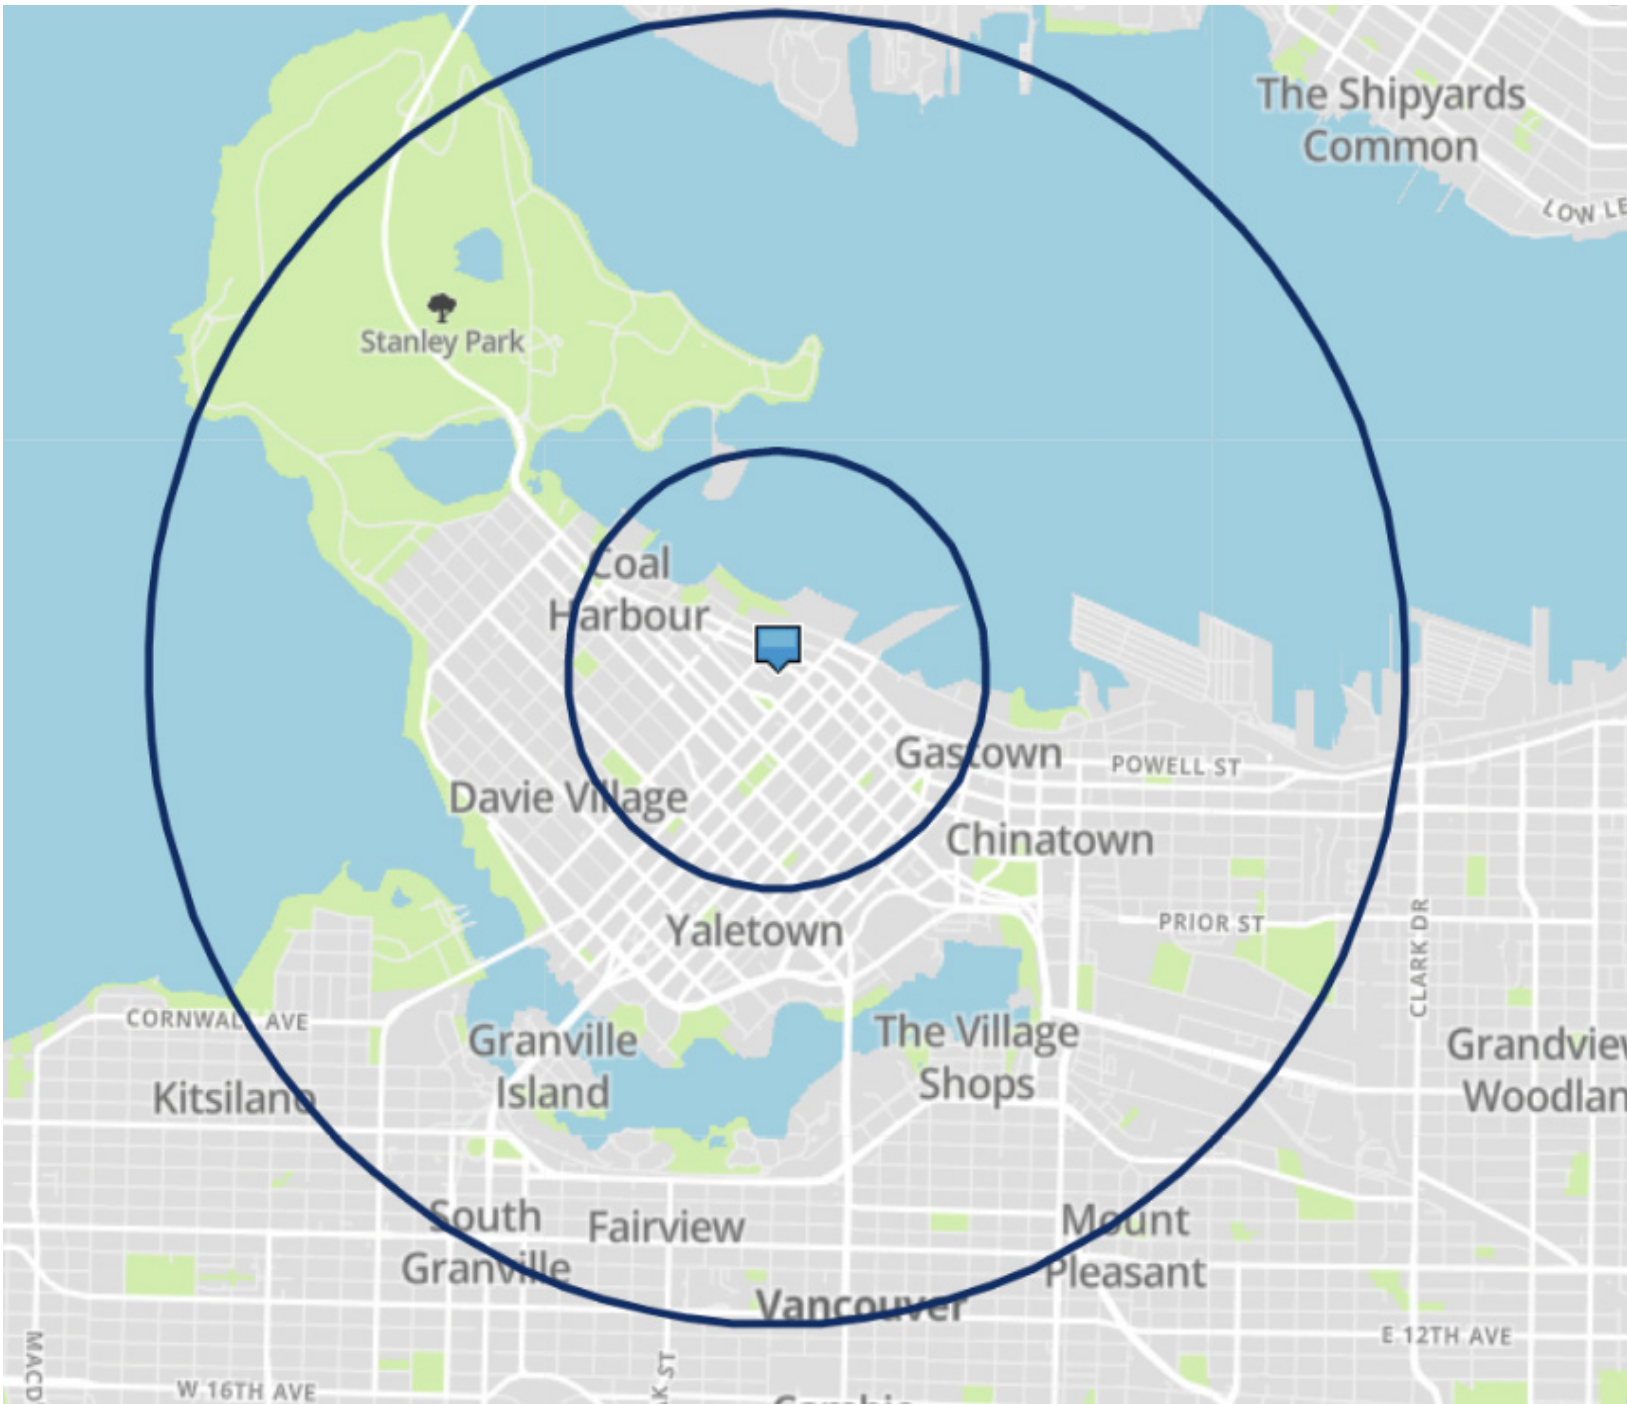 The Shipyards
Common
LOW LE
Stanley Park
Coal
Harbour
Gastown
POWELL ST
Davie Village
Chinatown
Yaletown
PRIOR ST
CLARK DR
CORNWALL AVE
Granville
Island
The Village
Shops
Grandview
Woodlan
Kitsilano
South
Granville
Fairview
Mount
Pleasant
Vancouver
E 12TH AVE
MACD
W 16TH AVE
K ST